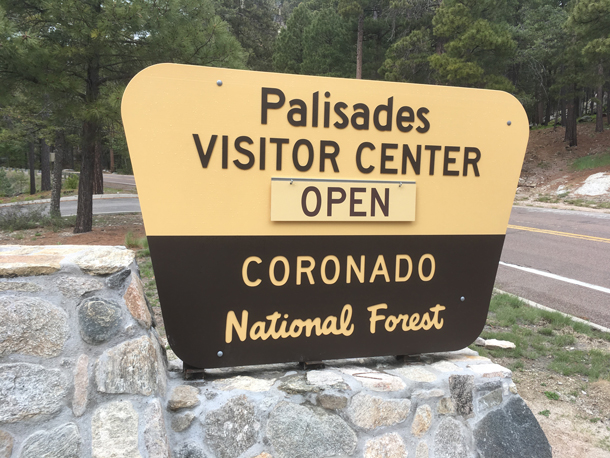 Palisades
VISITOR CENTER
OPEN
CORONADO
National Forest